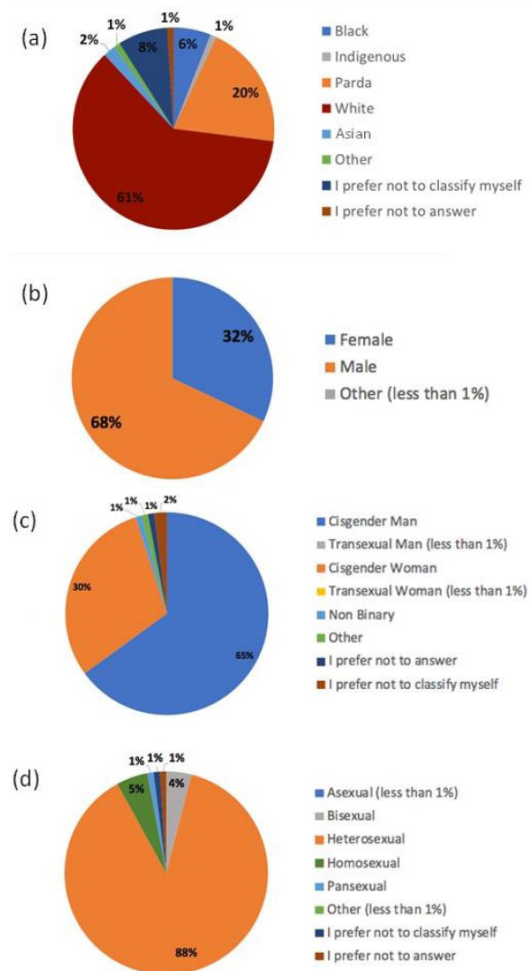 (a)
1%
1%
1%
2%
8%
6%
20%
61%
Black
Indigenous
Parda
White
Asian
Other
I prefer not to classify myself
I prefer not to answer
(b)
32%
68%
Female
Male
Other (less than 1%)
(c)
1%
1%
1%
2%
30%
65%
Cisgender Man
Transexual Man (less than 1%)
Cisgender Woman
Transexual Woman (less than 1%)
Non Binary
Other
I prefer not to answer
I prefer not to classify myself
(d)
1%
1%
1%
5%
4%
88%
Asexual (less than 1%)
Bisexual
Heterosexual
Homosexual
Pansexual
Other (less than 1%)
I prefer not to classify myself
I prefer not to answer